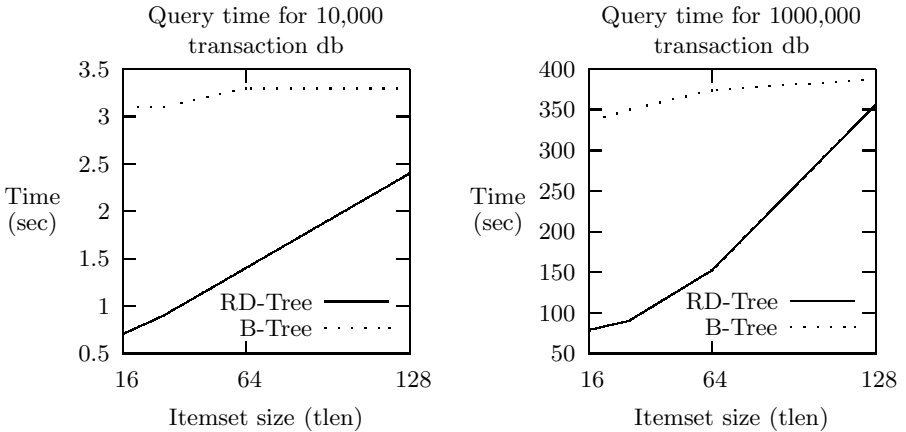 Query time for 10,000
transaction db
3.5
3
2.5
2
1.5
1
0.5
Time
(sec)
RD-Tree
B-Tree
16
64
128
Itemset size (tlen)
Query time for 1000,000
transaction db
400
350
300
250
200
150
100
50
Time
(sec)
RD-Tree
B-Tree
16
64
128
Itemset size (tlen)